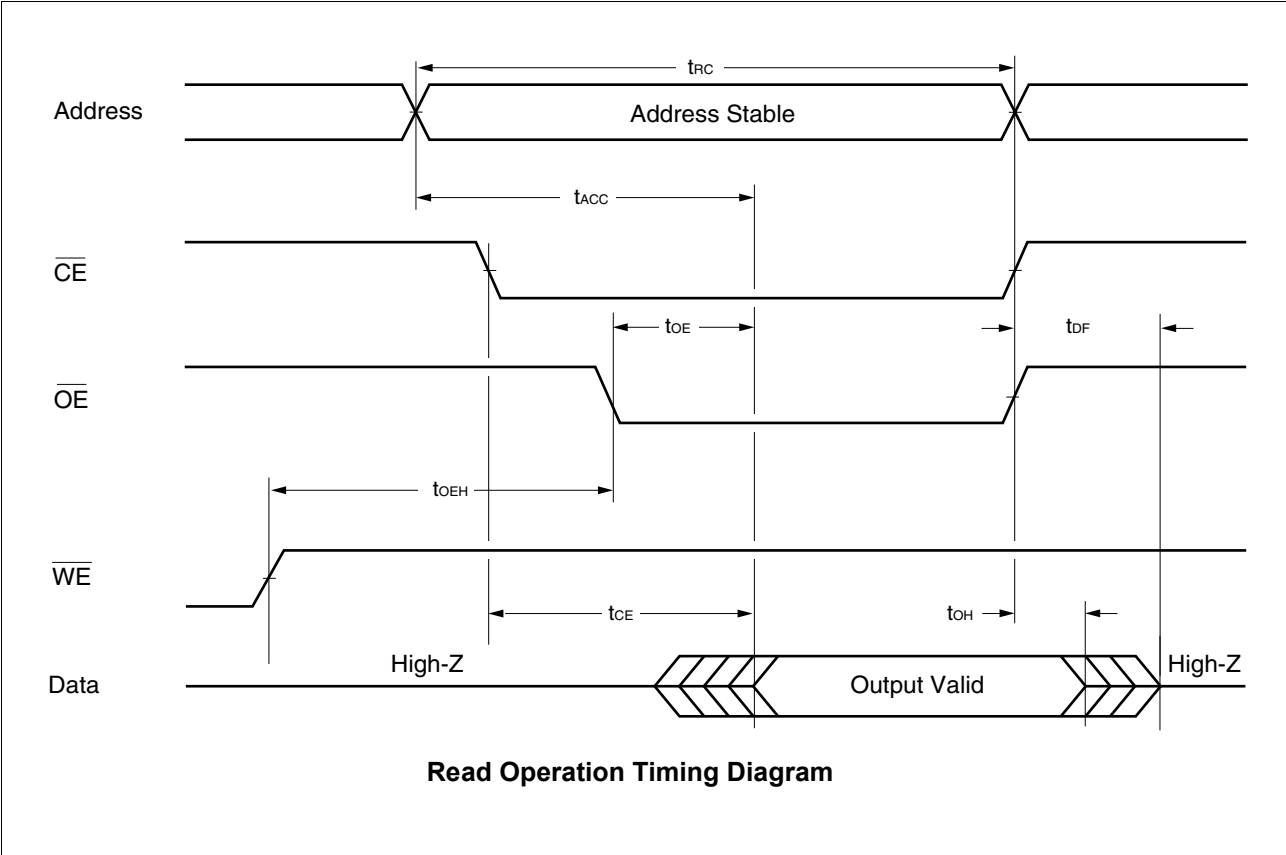 tRC
Address
Address Stable
tACC
CE
tOE
tDF
OE
tOEH
WE
tCE
tOH
High-Z
High-Z
Data
Output Valid
Read Operation Timing Diagram